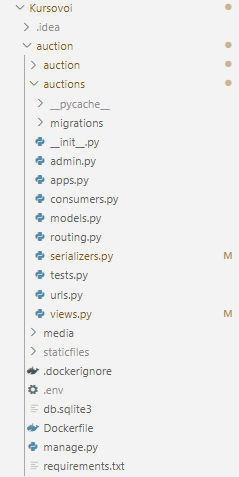 Kursovoi
.idea
auction
auction
auctions
__pycache__
migrations
__init__.py
admin.py
apps.py
consumers.py
models.py
routing.py
serializers.py M
tests.py
urls.py
views.py M
media
staticfiles
.dockerignore
.env
db.sqlite3
Dockerfile
manage.py
requirements.txt